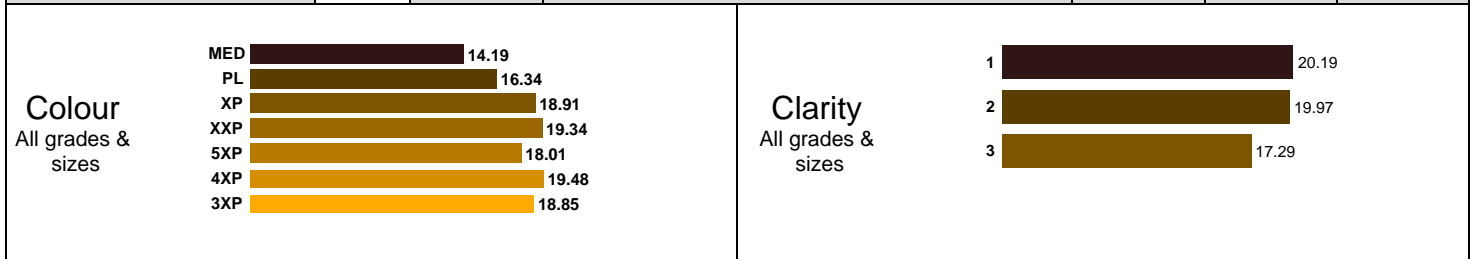 Colour
All grades &
sizes
MED 14.19
PL 16.34
XP 18.91
XXP 19.34
5XP 18.01
4XP 19.48
3XP 18.85
Clarity
All grades &
sizes
1 20.19
2 19.97
3 17.29